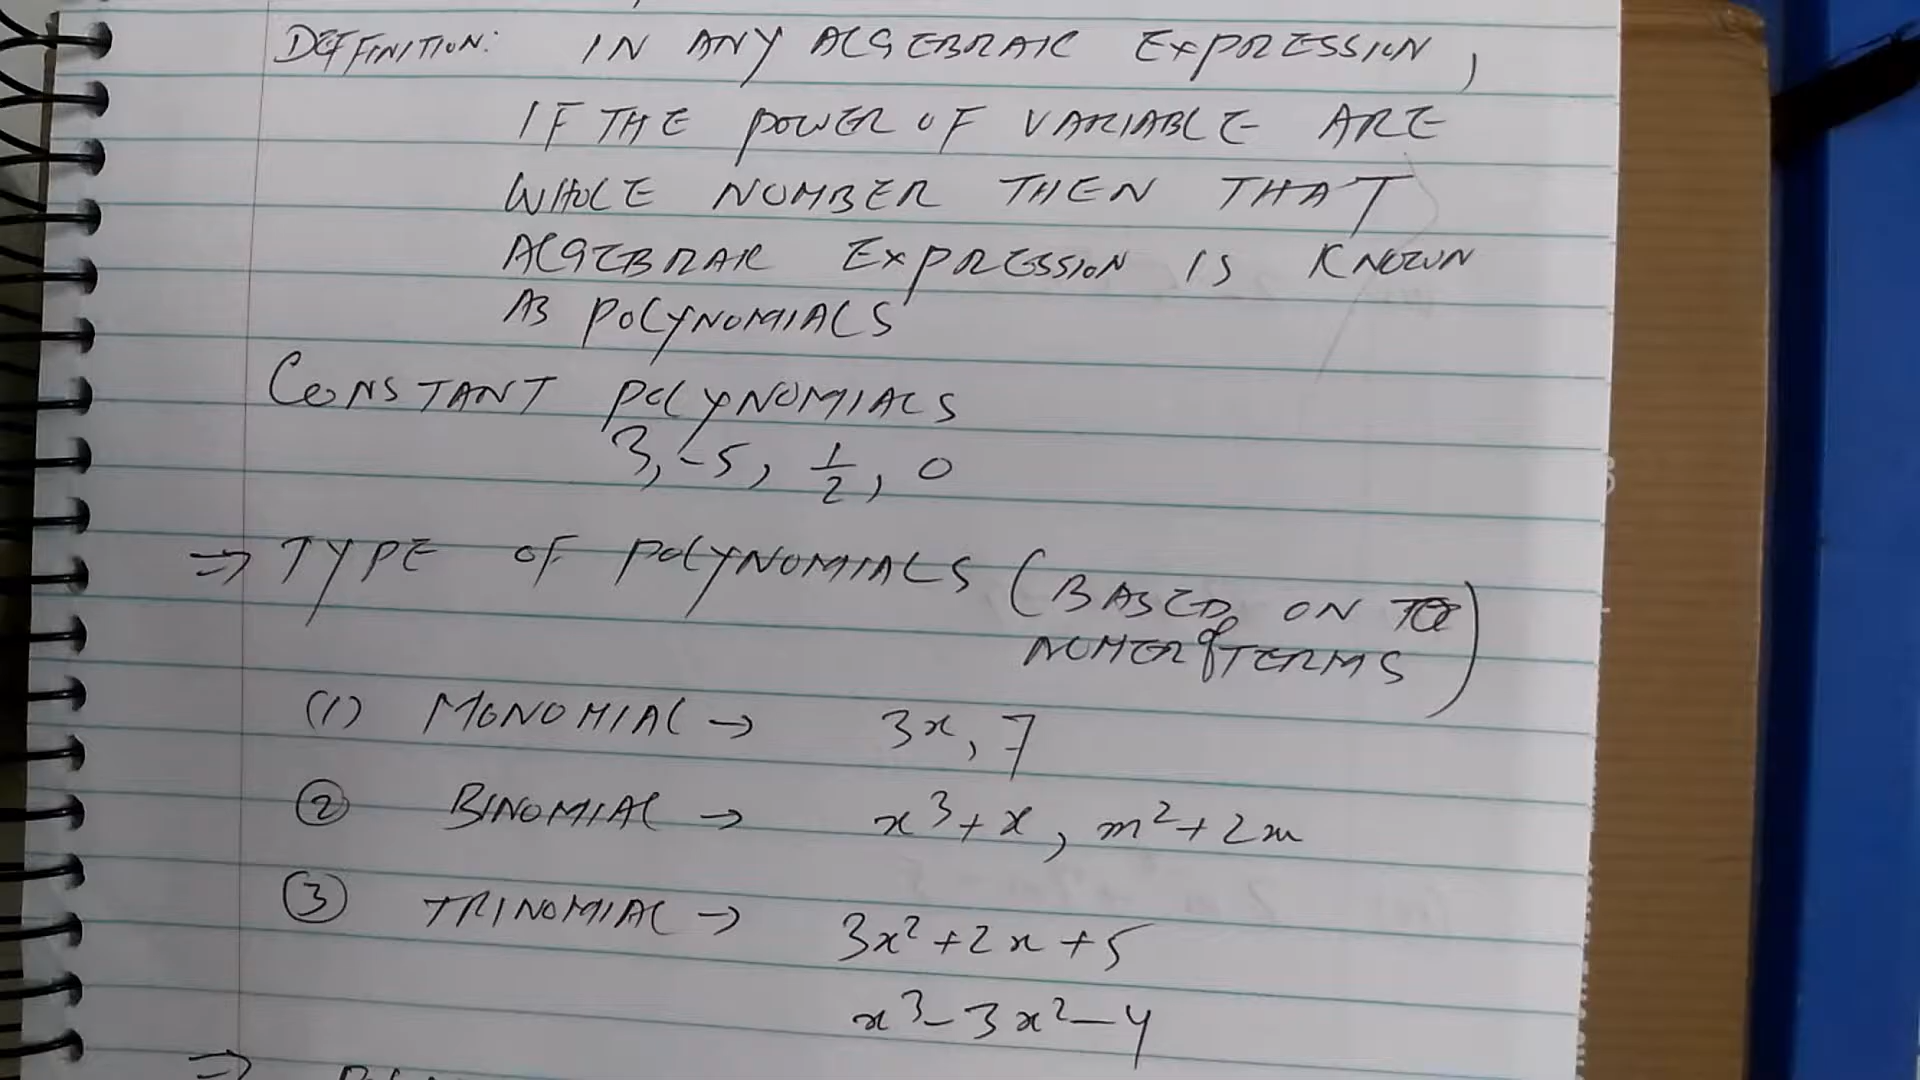 DEFFINITION: IN ANY ALGEBRAIC EXPRESSION,
IF THE POWER OF VARIABLE ARE
WHOLE NUMBER THEN THAT
ALGEBRAIC EXPRESSION IS KNOWN
AS POLYNOMIALS
CONSTANT POLYNOMIALS
3, -5, 1/2, 0
⇒ TYPE OF POLYNOMIALS (BASED ON
NUMER of TERMS)
(1) MONOMIAL → 3x, 7
② BINOMIAL → x³+x, m²+2m
③ TRINOMIAL → 3x²+2x+5
x³-3x²-4
⇒